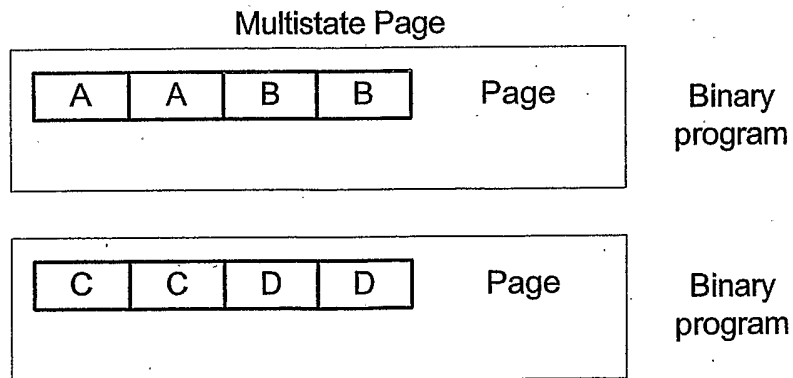 Multistate Page
A A B B Page Binary program
C C D D Page Binary program